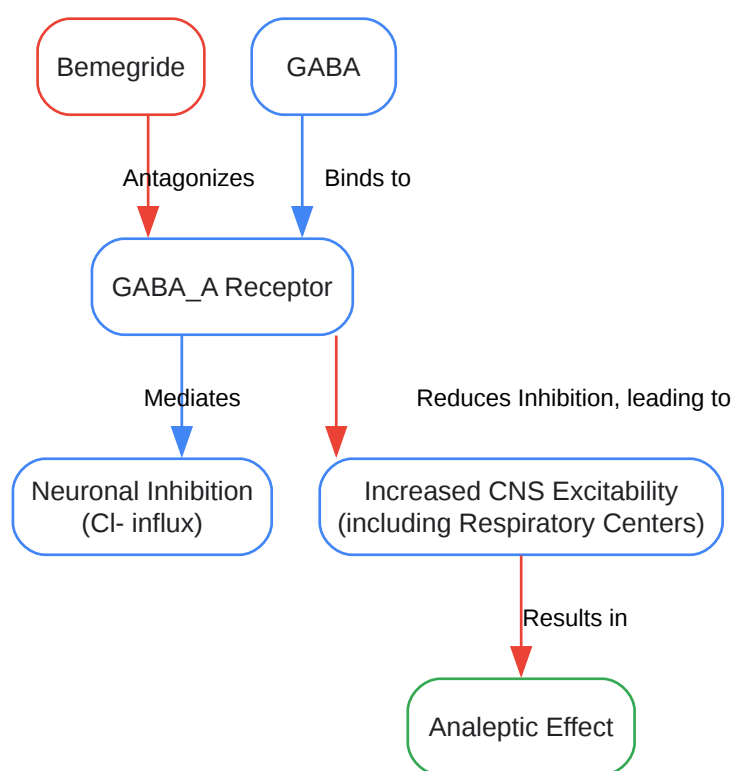 Bemegride
GABA
Antagonizes
Binds to
GABA_A Receptor
Mediates
Reduces Inhibition, leading to
Neuronal Inhibition
(Cl- influx)
Increased CNS Excitability
(including Respiratory Centers)
Results in
Analeptic Effect